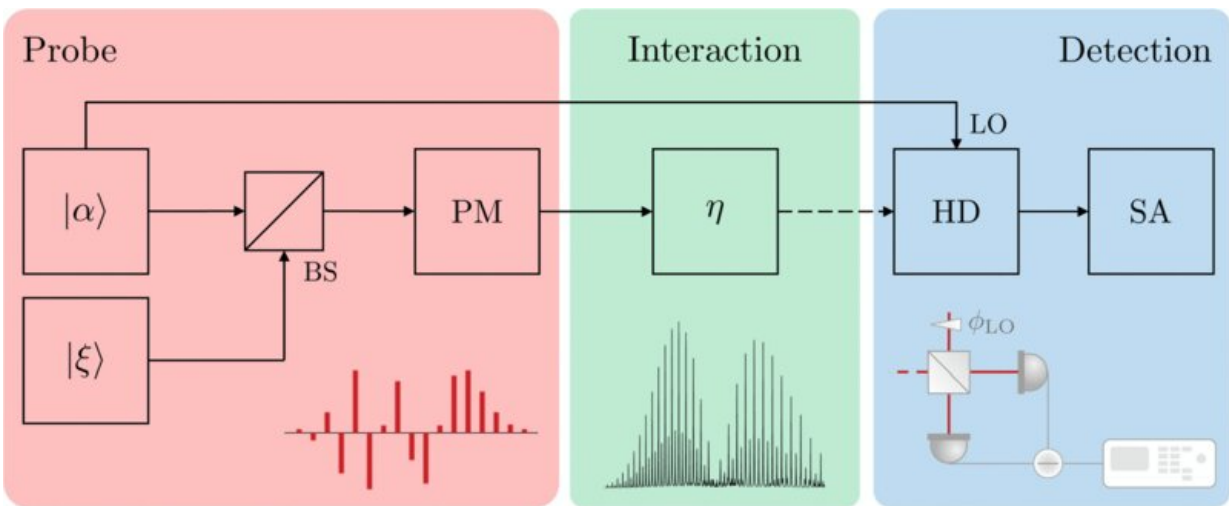 Probe
Interaction
Detection
LO
|α⟩
PM
η
HD
SA
BS
|ξ⟩
ϕLO